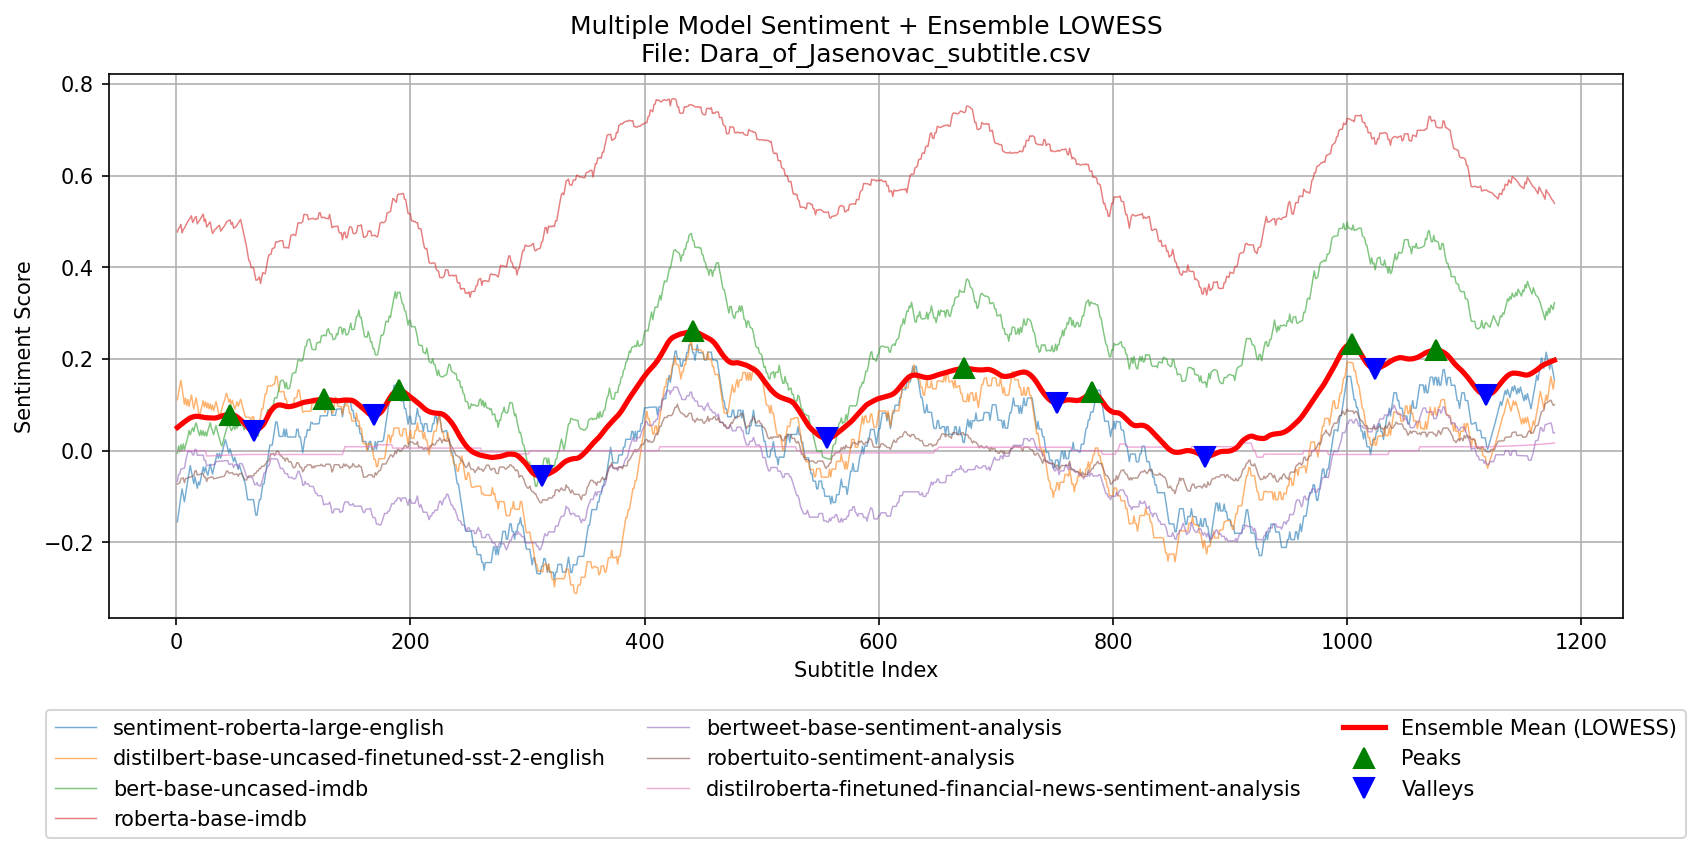 Multiple Model Sentiment + Ensemble LOWESS
File: Dara_of_Jasenovac_subtitle.csv
Sentiment Score
0.8
0.6
0.4
0.2
0.0
−0.2
0 200 400 600 800 1000 1200
Subtitle Index
sentiment-roberta-large-english
distilbert-base-uncased-finetuned-sst-2-english
bert-base-uncased-imdb
roberta-base-imdb
bertweet-base-sentiment-analysis
robertuito-sentiment-analysis
distilroberta-finetuned-financial-news-sentiment-analysis
Ensemble Mean (LOWESS)
Peaks
Valleys